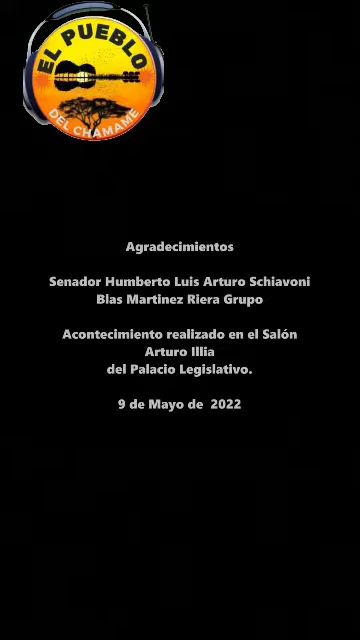 EL PUEBLO
DEL CHAMAME
Agradecimientos
Senador Humberto Luis Arturo Schiavoni
Blas Martinez Riera Grupo
Acontecimiento realizado en el Salón
Arturo Illia
del Palacio Legislativo.
9 de Mayo de 2022